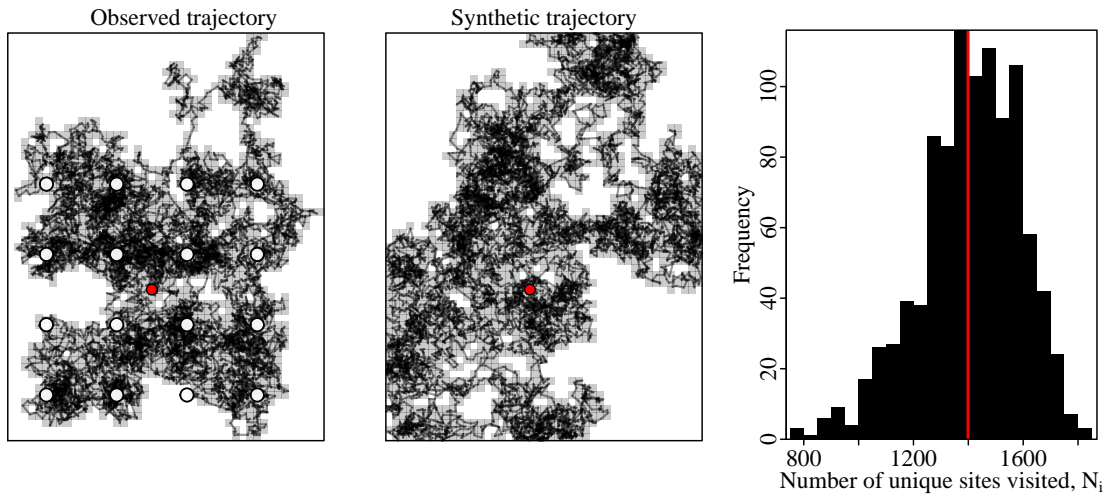 Observed trajectory
Synthetic trajectory
Frequency
0
20
40
60
80
100
800
1200
1600
Number of unique sites visited, Nᵢ